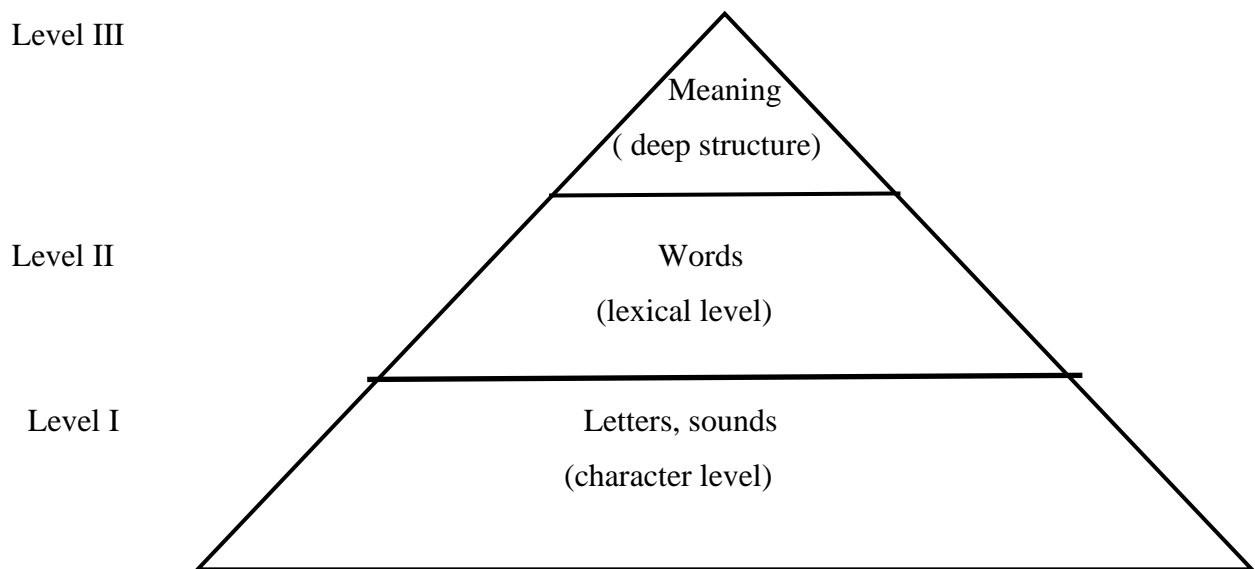 Level III
Meaning
( deep structure)
Level II
Words
(lexical level)
Level I
Letters, sounds
(character level)